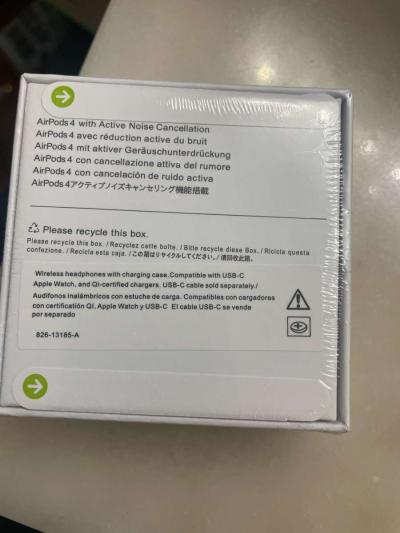 AirPods 4 with Active Noise Cancellation
AirPods 4 avec réduction active du bruit
AirPods 4 mit aktiver Geräuschunterdrückung
AirPods 4 con cancellazione attiva del rumore
AirPods 4 con cancelación de ruido activa
AirPods 4アクティブノイズキャンセリング機能搭載
Please recycle this box.
Please recycle this box. / Recyclez cette boîte. / Bitte recycle diese Box. / Ricicla questa
confezione. / Recicla esta caja. / この箱はリサイクルしてください。/ 请回收此箱。
Wireless headphones with charging case.Compatible with USB-C
Apple Watch, and Qi-certified chargers. USB-C cable sold separately./
Audífonos inalámbricos con estuche de carga. Compatibles con cargadores
con certificatión QI, Apple Watch y USB-C El cable USB-C se vende
por separado
826-13185-A